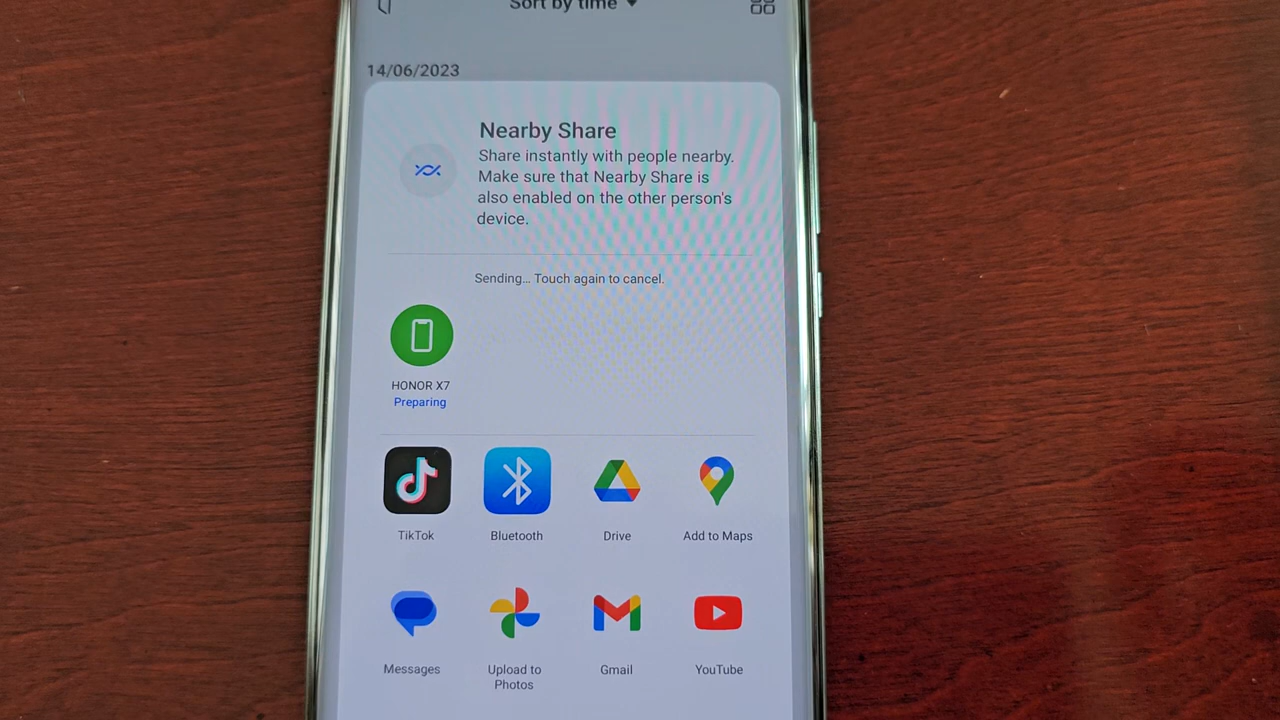 Sort by time
14/06/2023
Nearby Share
Share instantly with people nearby.
Make sure that Nearby Share is
also enabled on the other person's
device.
Sending... Touch again to cancel.
HONOR X7
Preparing
TikTok
Bluetooth
Drive
Add to Maps
Messages
Upload to
Photos
Gmail
YouTube